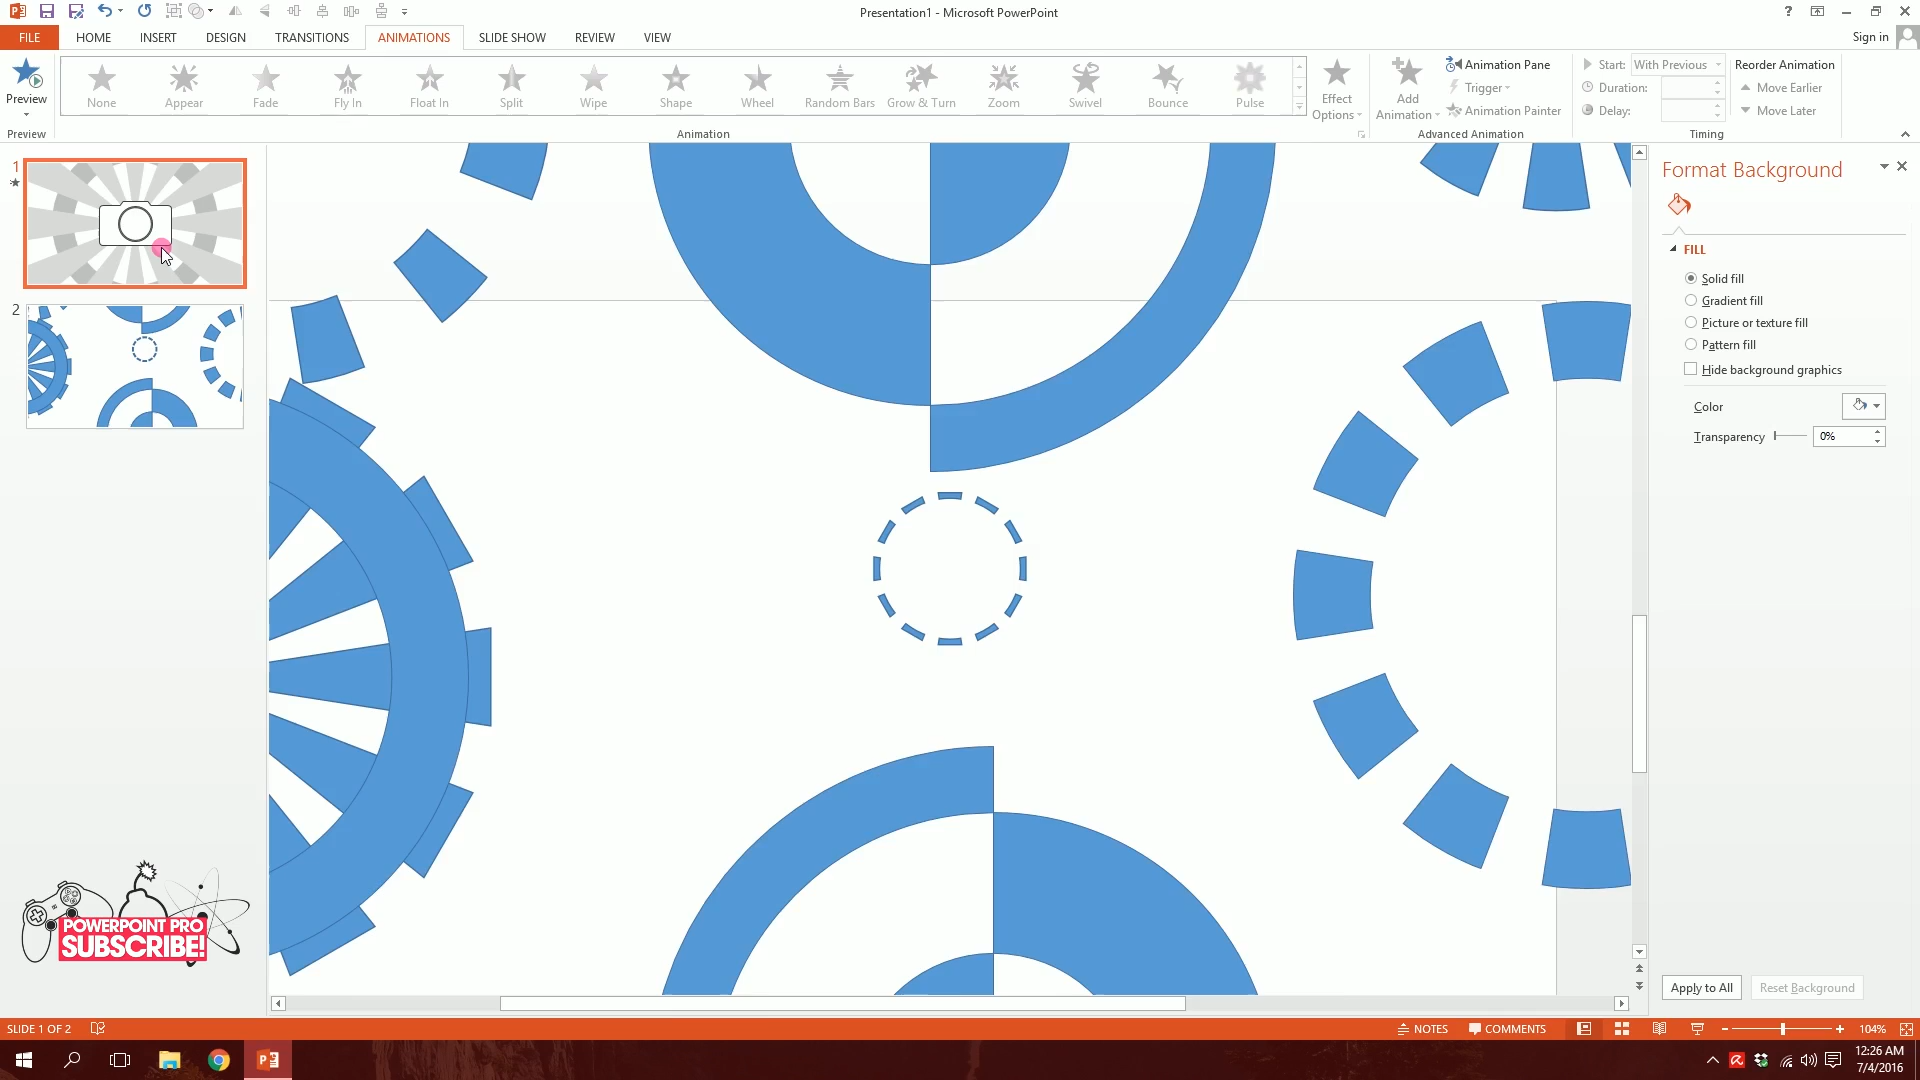 Presentation1 - Microsoft PowerPoint
FILE HOME INSERT DESIGN TRANSITIONS ANIMATIONS SLIDE SHOW REVIEW VIEW Sign in
Preview
Preview
None Appear Fade Fly In Float In Split Wipe Shape Wheel Random Bars Grow & Turn Zoom Swivel Bounce Pulse
Animation
Effect
Options
Add
Animation
Animation Pane
Trigger
Animation Painter
Advanced Animation
Start: With Previous
Duration:
Delay:
Timing
Reorder Animation
Move Earlier
Move Later
1
2
Format Background
FILL
Solid fill
Gradient fill
Picture or texture fill
Pattern fill
Hide background graphics
Color
Transparency 0%
Apply to All Reset Background
POWERPOINT PRO
SUBSCRIBE!
SLIDE 1 OF 2 NOTES COMMENTS 104%
12:26 AM
7/4/2016